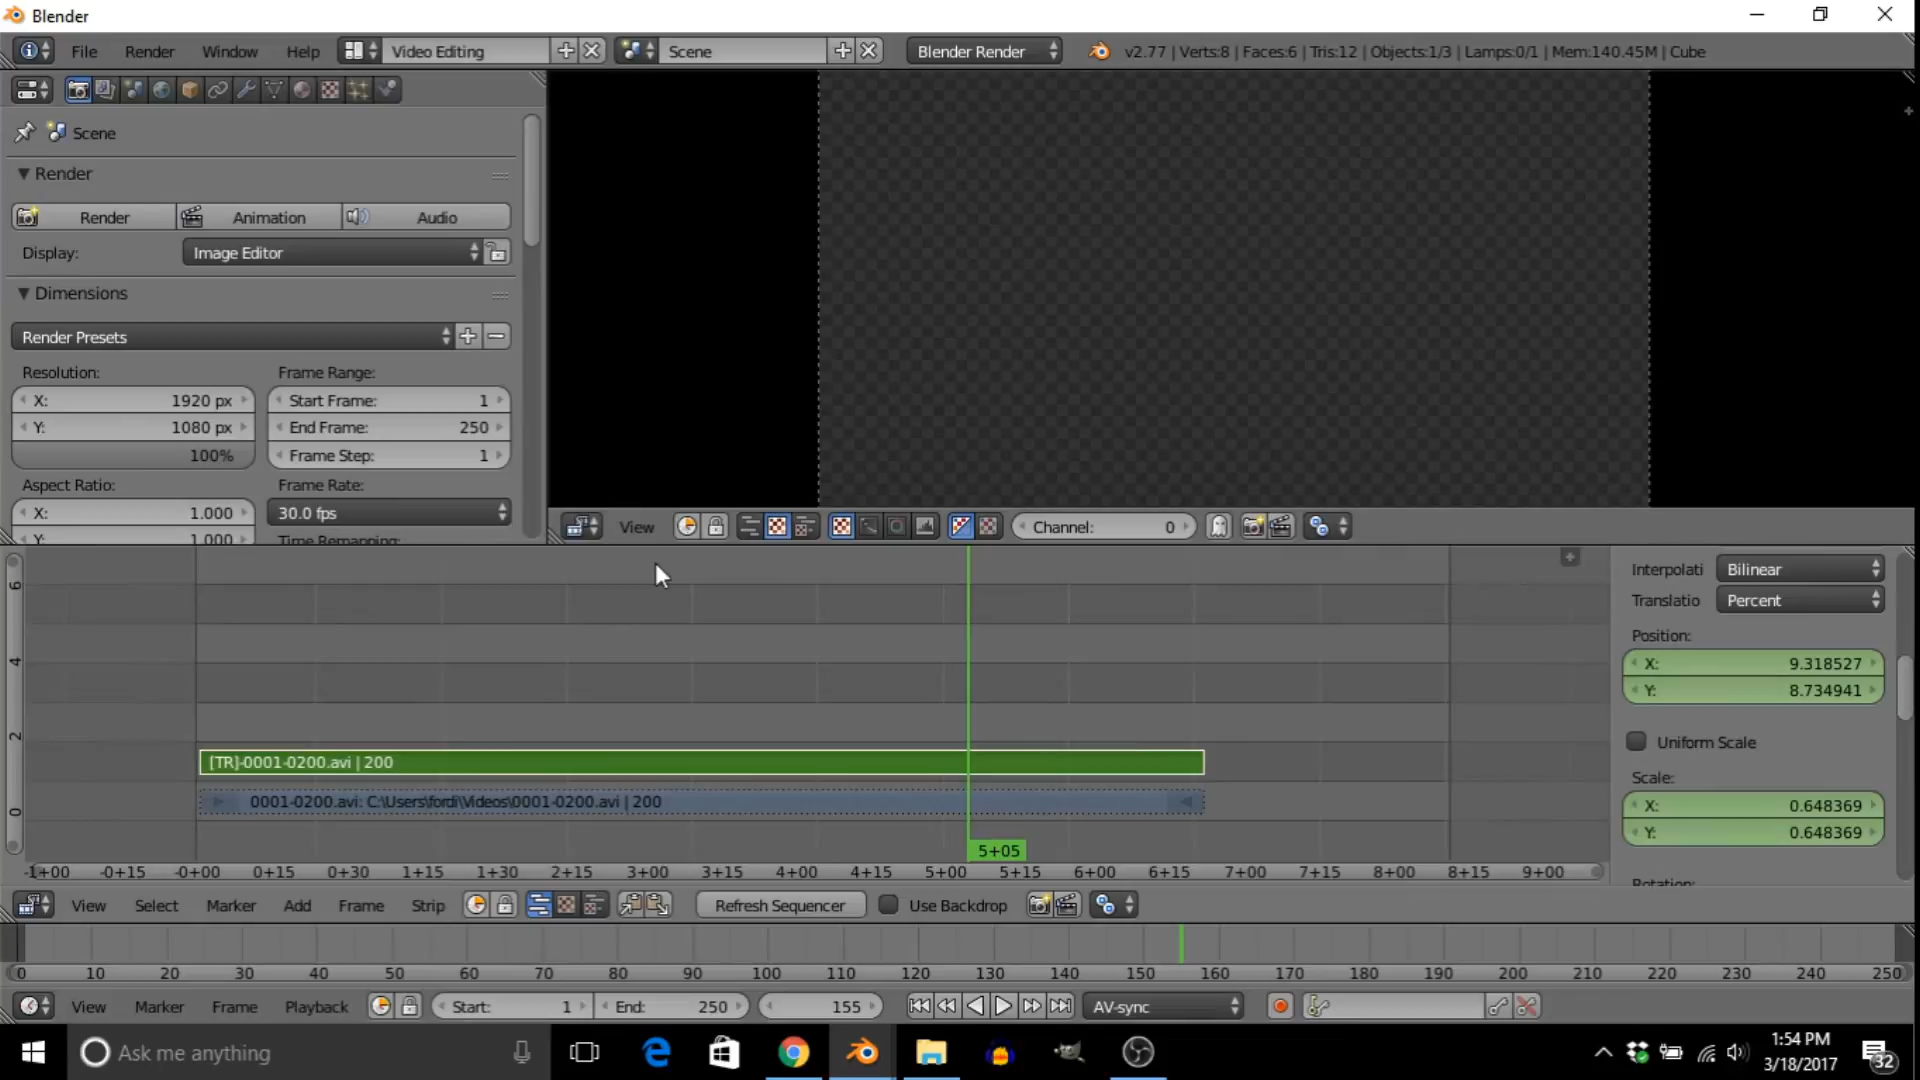 Blender
File Render Window Help Video Editing Scene Blender Render v2.77 | Verts:8 | Faces:6 | Tris:12 | Objects:1/3 | Lamps:0/1 | Mem:140.45M | Cube
Scene
Render
Render Animation Audio
Display: Image Editor
Dimensions
Render Presets
Resolution: Frame Range:
X: 1920 px Start Frame: 1
Y: 1080 px End Frame: 250
100% Frame Step: 1
Aspect Ratio: Frame Rate:
X: 1.000 30.0 fps
Y: 1.000 Time Remapping:
View Channel: 0
6
4
2
0
[TR]-0001-0200.avi | 200
0001-0200.avi: C:\Users\fordi\Videos\0001-0200.avi | 200
5+05
-1+00 -0+15 -0+00 0+15 0+30 1+15 1+30 2+15 3+00 3+15 4+00 4+15 5+00 5+15 6+00 6+15 7+00 7+15 8+00 8+15 9+00
Interpolati Bilinear
Translatio Percent
Position:
X: 9.318527
Y: 8.734941
Uniform Scale
Scale:
X: 0.648369
Y: 0.648369
Rotation:
View Select Marker Add Frame Strip Refresh Sequencer Use Backdrop
0 10 20 30 40 50 60 70 80 90 100 110 120 130 140 150 160 170 180 190 200 210 220 230 240 250
View Marker Frame Playback Start: 1 End: 250 155 AV-sync
Ask me anything
1:54 PM
3/18/2017
32